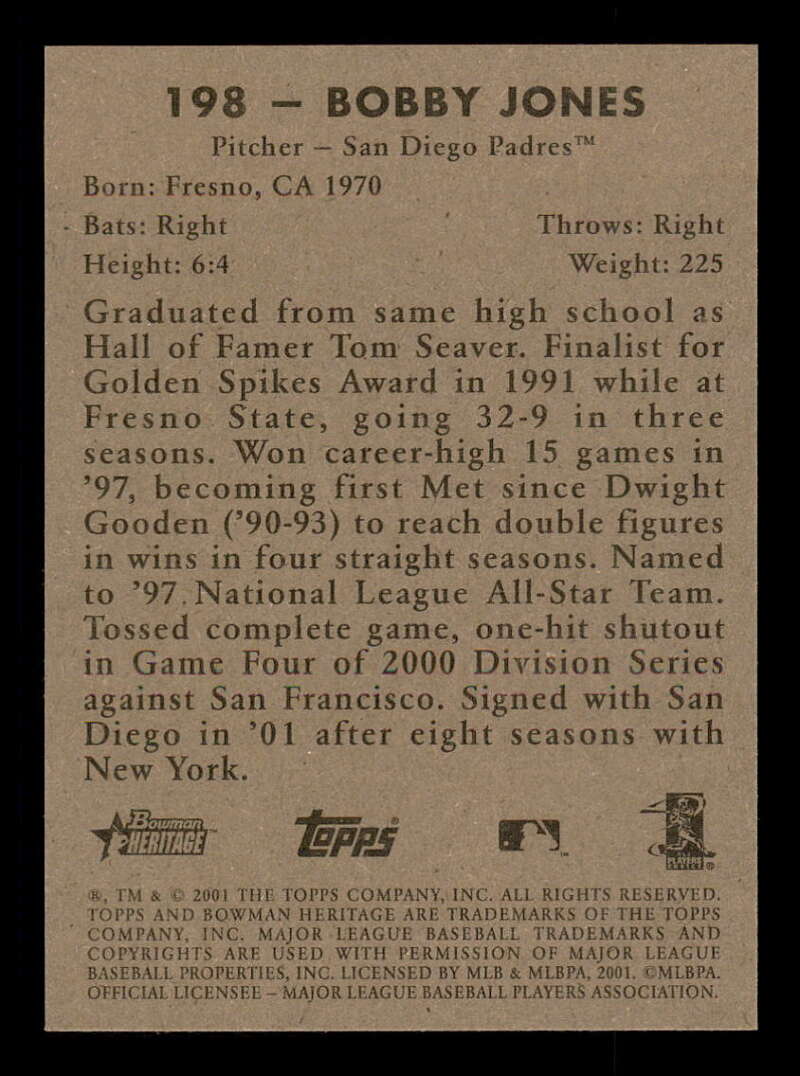 198 – BOBBY JONES
Pitcher – San Diego Padres™
Born: Fresno, CA 1970
Bats: Right Throws: Right
Height: 6:4 Weight: 225
Graduated from same high school as
Hall of Famer Tom Seaver. Finalist for
Golden Spikes Award in 1991 while at
Fresno State, going 32-9 in three
seasons. Won career-high 15 games in
’97, becoming first Met since Dwight
Gooden (’90-93) to reach double figures
in wins in four straight seasons. Named
to ’97 National League All-Star Team.
Tossed complete game, one-hit shutout
in Game Four of 2000 Division Series
against San Francisco. Signed with San
Diego in ’01 after eight seasons with
New York.
Bowman HERITAGE Topps® ™ PLAYERS CHOICE ®
®, TM & © 2001 THE TOPPS COMPANY, INC. ALL RIGHTS RESERVED.
TOPPS AND BOWMAN HERITAGE ARE TRADEMARKS OF THE TOPPS
COMPANY, INC. MAJOR LEAGUE BASEBALL TRADEMARKS AND
COPYRIGHTS ARE USED WITH PERMISSION OF MAJOR LEAGUE
BASEBALL PROPERTIES, INC. LICENSED BY MLB & MLBPA, 2001. ©MLBPA.
OFFICIAL LICENSEE – MAJOR LEAGUE BASEBALL PLAYERS ASSOCIATION.